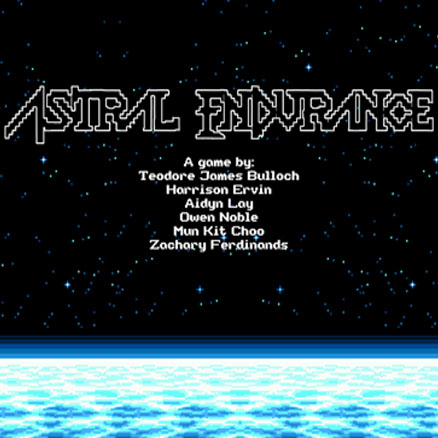 ASTRAL ENDURANCE
A game by:
Teodore James Bulloch
Harrison Ervin
Aidyn Lay
Owen Noble
Mun Kit Choo
Zachary Ferdinands